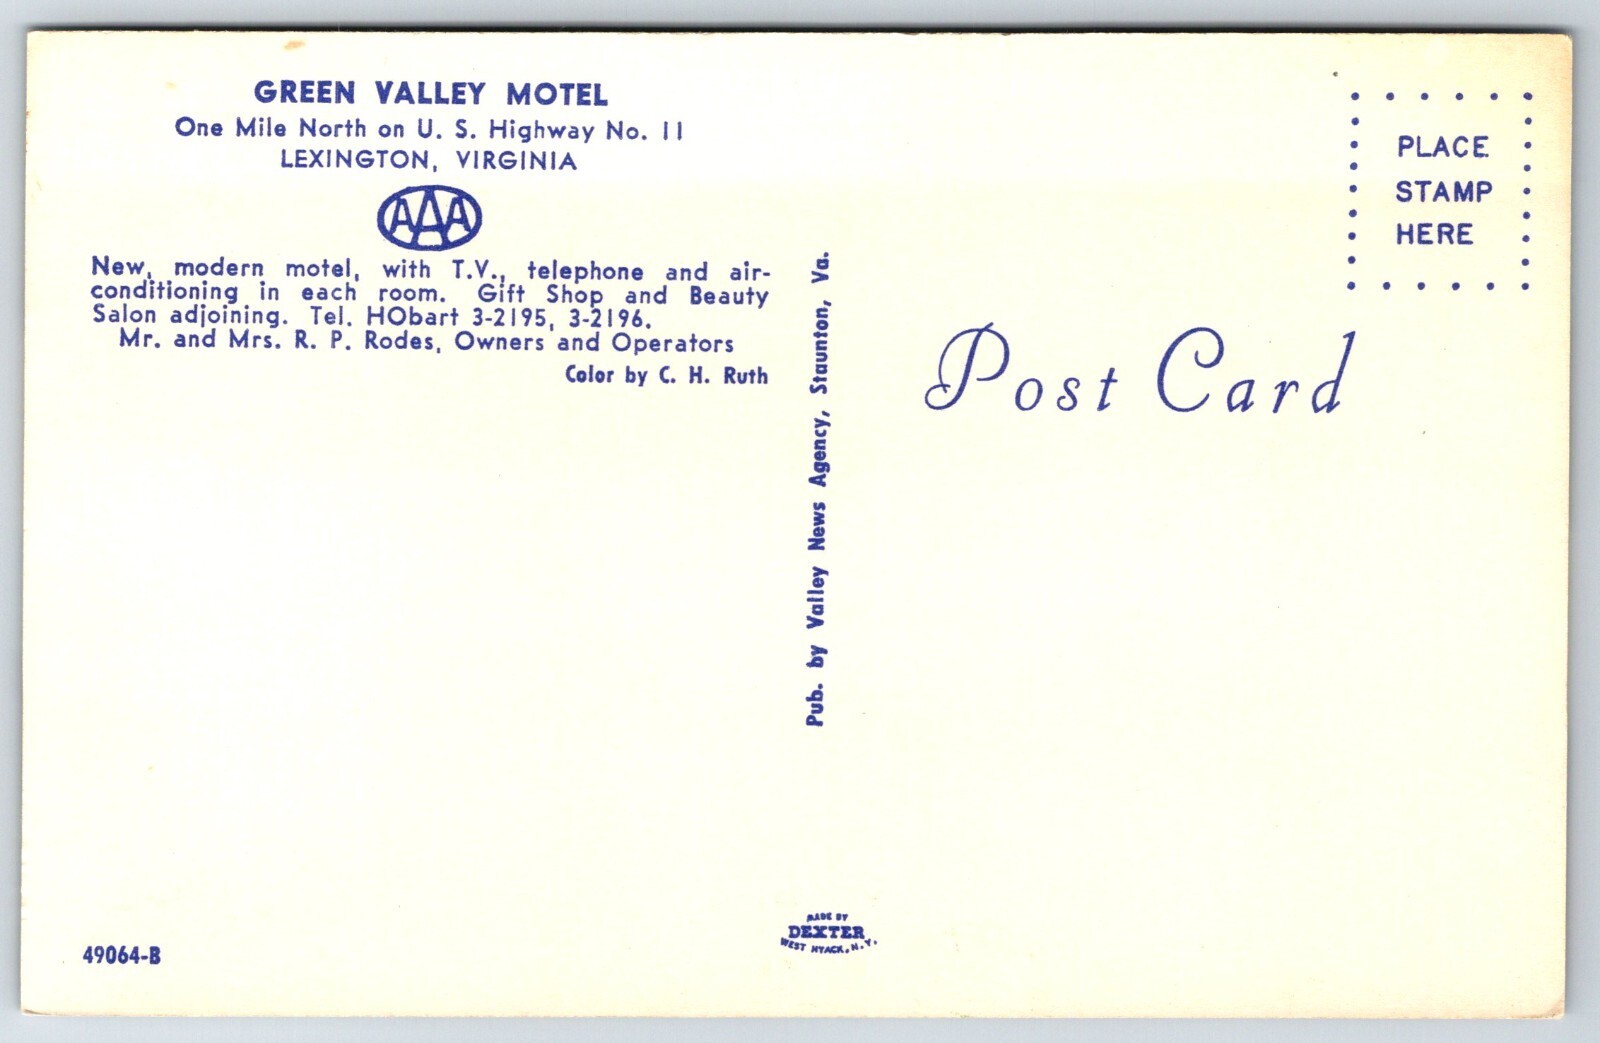 GREEN VALLEY MOTEL
One Mile North on U. S. Highway No. 11
LEXINGTON, VIRGINIA
AAA
New, modern motel, with T.V., telephone and air-
conditioning in each room. Gift Shop and Beauty
Salon adjoining. Tel. HObart 3-2195, 3-2196.
Mr. and Mrs. R. P. Rodes, Owners and Operators
Color by C. H. Ruth
49064-B
Pub. by Valley News Agency, Staunton, Va.
MADE BY
DEXTER
WEST NYACK, N.Y.
PLACE
STAMP
HERE
Post Card